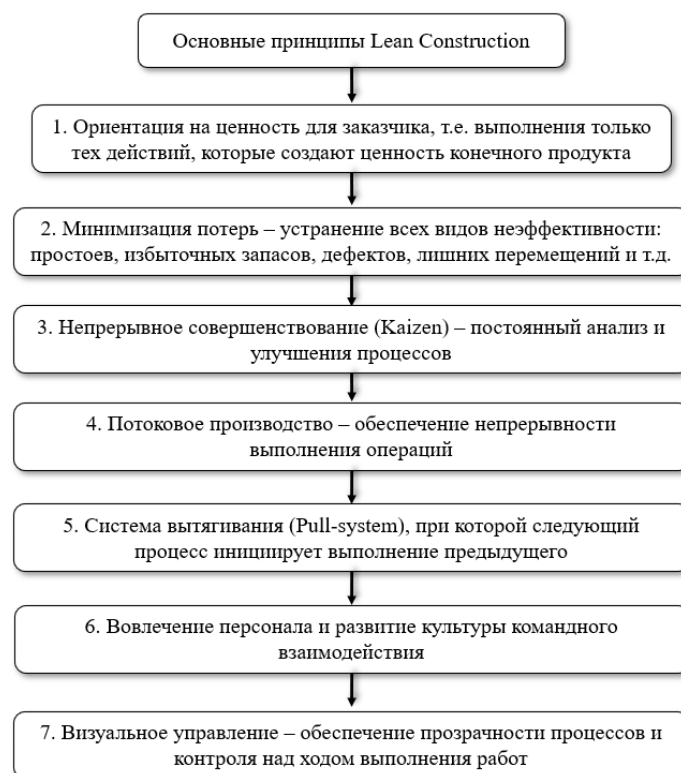 Основные принципы Lean Construction
1. Ориентация на ценность для заказчика, т.е. выполнения только
тех действий, которые создают ценность конечного продукта
2. Минимизация потерь – устранение всех видов неэффективности:
простоев, избыточных запасов, дефектов, лишних перемещений и т.д.
3. Непрерывное совершенствование (Kaizen) – постоянный анализ и
улучшения процессов
4. Потоковое производство – обеспечение непрерывности
выполнения операций
5. Система вытягивания (Pull-system), при которой следующий
процесс инициирует выполнение предыдущего
6. Вовлечение персонала и развитие культуры командного
взаимодействия
7. Визуальное управление – обеспечение прозрачности процессов и
контроля над ходом выполнения работ